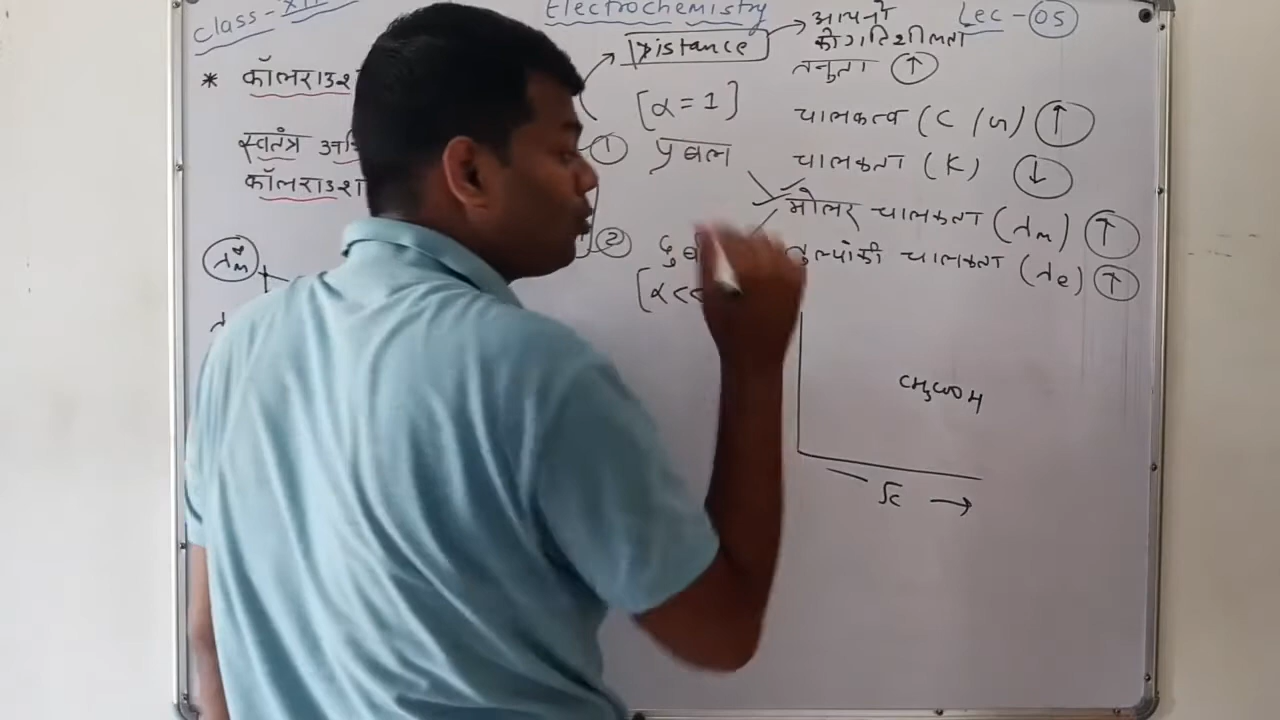 Class-XII
Electrochemistry
Lec-05
* कॉलराउश
स्वतंत्र
कॉलराउश
Distance
आयनों
की गतिशीलता
तनुता (↑)
[α = 1]
चालकत्व (C / G) ↑
① प्रबल
चालकता (K) ↓
मोलर चालकता (λm) ↑
②
तुल्यांकी चालकता (λe) ↑
[α <<
λ°m
CH3COOH
√c →